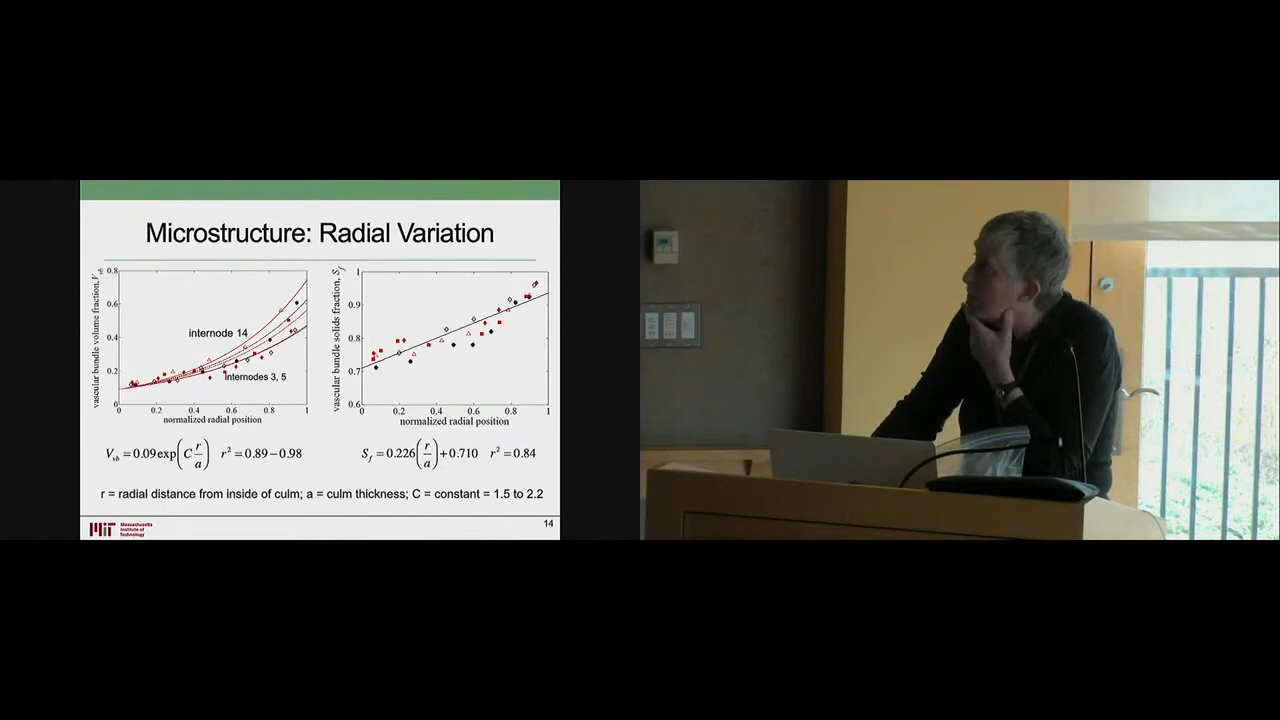 Microstructure: Radial Variation
vascular bundle volume fraction, V_vb
0.8
0.6
0.4
0.2
0
internode 14
internodes 3, 5
0 0.2 0.4 0.6 0.8 1
normalized radial position
vascular bundle solids fraction, S_f
1
0.9
0.8
0.7
0.6
0 0.2 0.4 0.6 0.8 1
normalized radial position
V_vb = 0.09exp(C r/a) r² = 0.89 – 0.98
S_f = 0.226(r/a) + 0.710 r² = 0.84
r = radial distance from inside of culm; a = culm thickness; C = constant = 1.5 to 2.2
14
MIT Massachusetts
Institute of
Technology